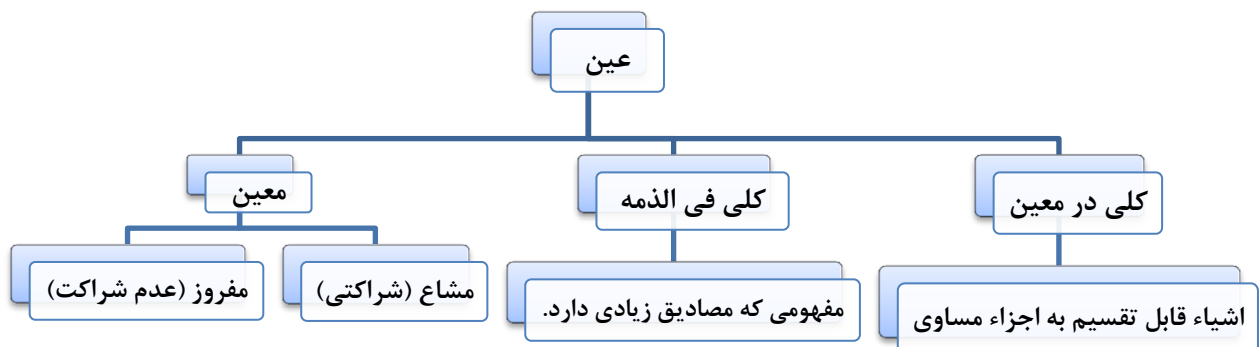 عین
کلی در معین
کلی فی الذمه
معین
اشیاء قابل تقسیم به اجزاء مساوی
مفهومی که مصادیق زیادی دارد.
مشاع (شراکتی)
مفروز (عدم شراکت)